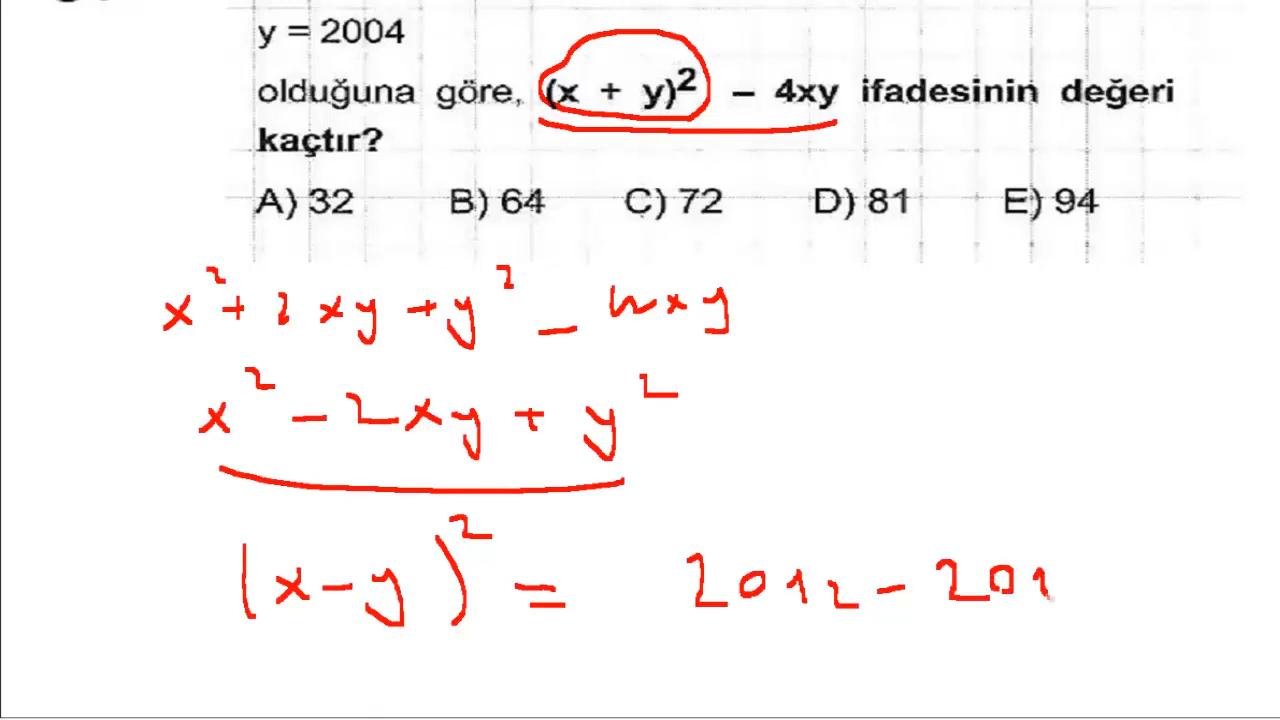 y = 2004
olduğuna göre, (x + y)² – 4xy ifadesinin değeri
kaçtır?
A) 32 B) 64 C) 72 D) 81 E) 94
x² + 2xy + y² – 4xy
x² – 2xy + y²
(x – y)² = 2012 – 201